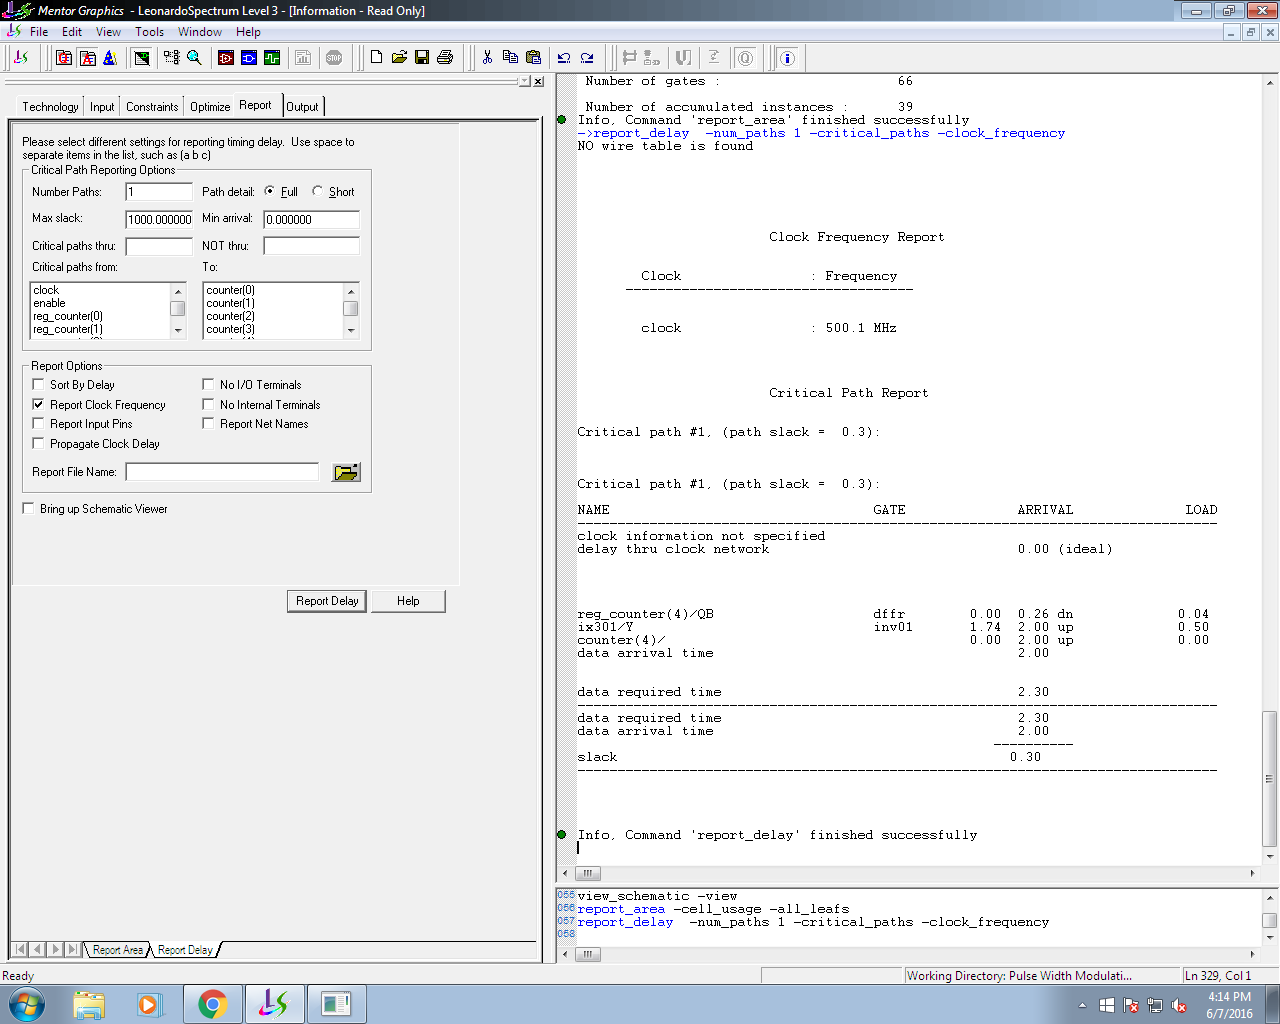 Mentor Graphics - LeonardoSpectrum Level 3 - [Information - Read Only]
File Edit View Tools Window Help
Technology Input Constraints Optimize Report Output
Please select different settings for reporting timing delay. Use space to
separate items in the list, such as (a b c)
Critical Path Reporting Options
Number Paths: 1 Path detail: Full Short
Max slack: 1000.000000 Min arrival: 0.000000
Critical paths thru: NOT thru:
Critical paths from: To:
clock counter(0)
enable counter(1)
reg_counter(0) counter(2)
reg_counter(1) counter(3)
Report Options
Sort By Delay No I/O Terminals
Report Clock Frequency No Internal Terminals
Report Input Pins Report Net Names
Propagate Clock Delay
Report File Name:
Bring up Schematic Viewer
Report Delay Help
Report Area Report Delay
Number of gates : 66
Number of accumulated instances : 39
Info, Command 'report_area' finished successfully
->report_delay -num_paths 1 -critical_paths -clock_frequency
NO wire table is found
Clock Frequency Report
Clock : Frequency
------------------------------------
clock : 500.1 MHz
Critical Path Report
Critical path #1, (path slack = 0.3):
Critical path #1, (path slack = 0.3):
NAME GATE ARRIVAL LOAD
--------------------------------------------------------------------------------
clock information not specified
delay thru clock network 0.00 (ideal)
reg_counter(4)/QB dffr 0.00 0.26 dn 0.04
ix301/Y inv01 1.74 2.00 up 0.50
counter(4)/ 0.00 2.00 up 0.00
data arrival time 2.00
data required time 2.30
--------------------------------------------------------------------------------
data required time 2.30
data arrival time 2.00
----------
slack 0.30
--------------------------------------------------------------------------------
Info, Command 'report_delay' finished successfully
055 view_schematic -view
056 report_area -cell_usage -all_leafs
057 report_delay -num_paths 1 -critical_paths -clock_frequency
058
Ready Working Directory: Pulse Width Modulati... Ln 329, Col 1
4:14 PM
6/7/2016